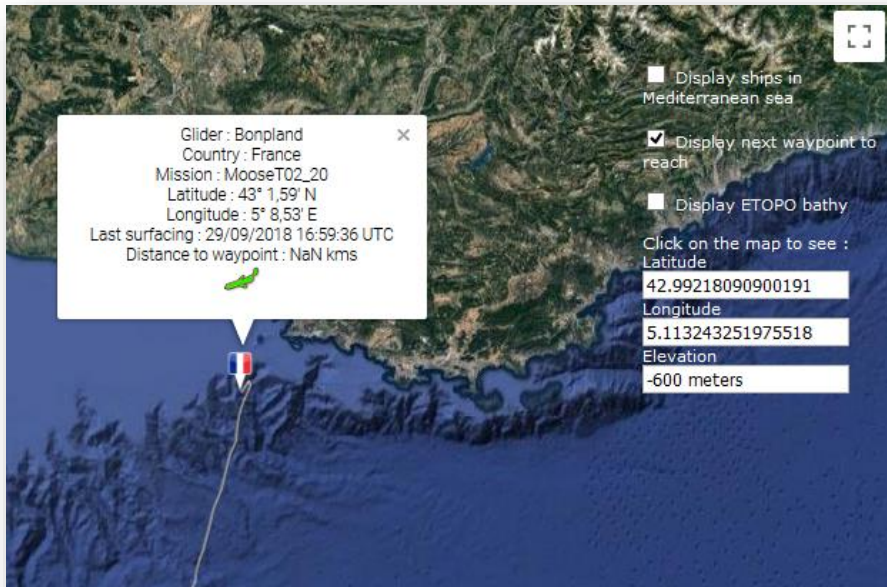 Glider : Bonpland
Country : France
Mission : MooseT02_20
Latitude : 43° 1,59' N
Longitude : 5° 8,53' E
Last surfacing : 29/09/2018 16:59:36 UTC
Distance to waypoint : NaN kms
Display ships in
Mediterranean sea
Display next waypoint to
reach
Display ETOPO bathy
Click on the map to see :
Latitude
42.99218090900191
Longitude
5.113243251975518
Elevation
-600 meters